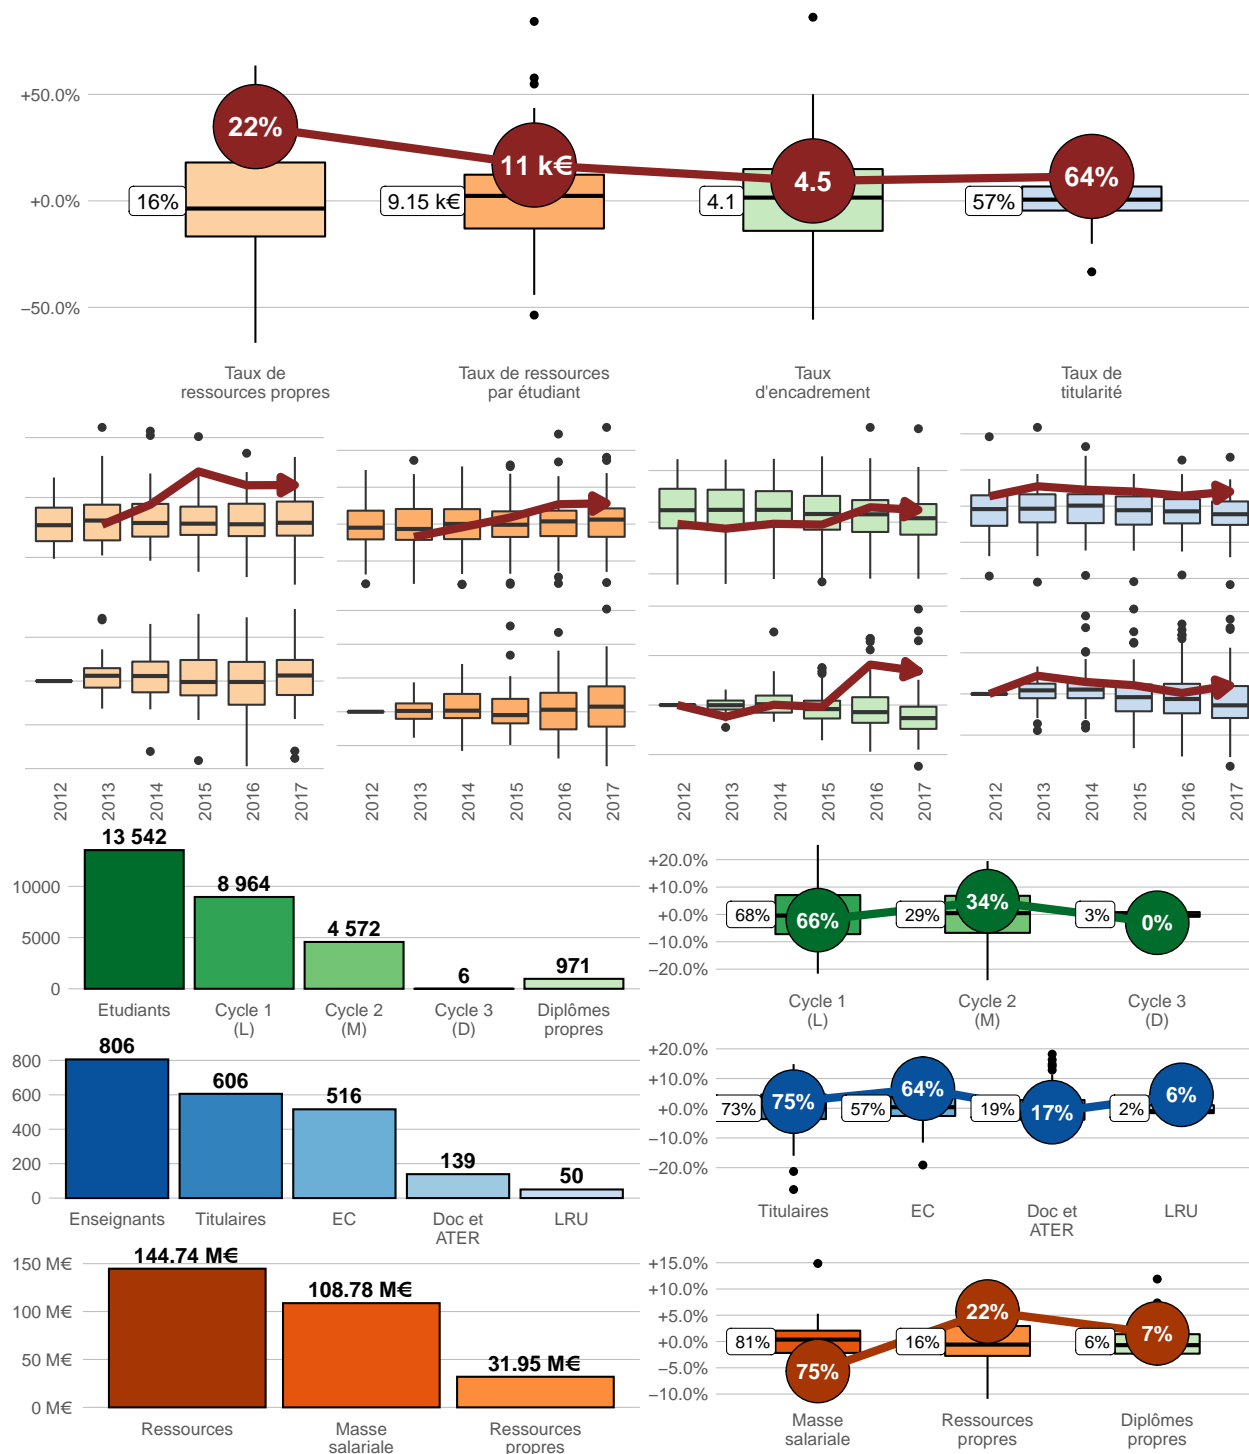 +50.0%
+0.0%
−50.0%
16%
22%
9.15 k€
11 k€
4.1
4.5
57%
64%
Taux de
ressources propres
Taux de ressources
par étudiant
Taux
d'encadrement
Taux de
titularité
2012
2013
2014
2015
2016
2017
2012
2013
2014
2015
2016
2017
2012
2013
2014
2015
2016
2017
2012
2013
2014
2015
2016
2017
10000
5000
0
13 542
8 964
4 572
6
971
Etudiants
Cycle 1
(L)
Cycle 2
(M)
Cycle 3
(D)
Diplômes
propres
+20.0%
+10.0%
+0.0%
−10.0%
−20.0%
68%
66%
29%
34%
3%
0%
Cycle 1
(L)
Cycle 2
(M)
Cycle 3
(D)
800
600
400
200
0
806
606
516
139
50
Enseignants
Titulaires
EC
Doc et
ATER
LRU
+20.0%
+10.0%
+0.0%
−10.0%
−20.0%
73%
75%
57%
64%
19%
17%
2%
6%
Titulaires
EC
Doc et
ATER
LRU
150 M€
100 M€
50 M€
0 M€
144.74 M€
108.78 M€
31.95 M€
Ressources
Masse
salariale
Ressources
propres
+15.0%
+10.0%
+5.0%
+0.0%
−5.0%
−10.0%
81%
75%
16%
22%
6%
7%
Masse
salariale
Ressources
propres
Diplômes
propres